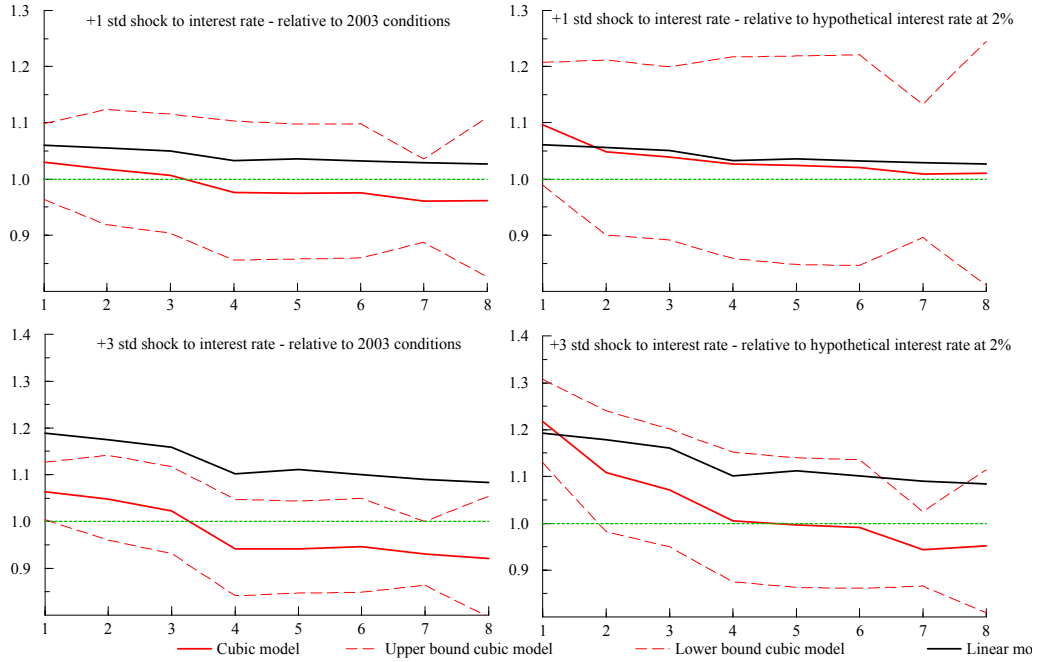 +1 std shock to interest rate - relative to 2003 conditions
1.3
1.2
1.1
1.0
0.9
1 2 3 4 5 6 7 8
+1 std shock to interest rate - relative to hypothetical interest rate at 2%
1.3
1.2
1.1
1.0
0.9
1 2 3 4 5 6 7 8
+3 std shock to interest rate - relative to 2003 conditions
1.4
1.3
1.2
1.1
1.0
0.9
1 2 3 4 5 6 7 8
+3 std shock to interest rate - relative to hypothetical interest rate at 2%
1.4
1.3
1.2
1.1
1.0
0.9
1 2 3 4 5 6 7 8
Cubic model Upper bound cubic model Lower bound cubic model Linear mo